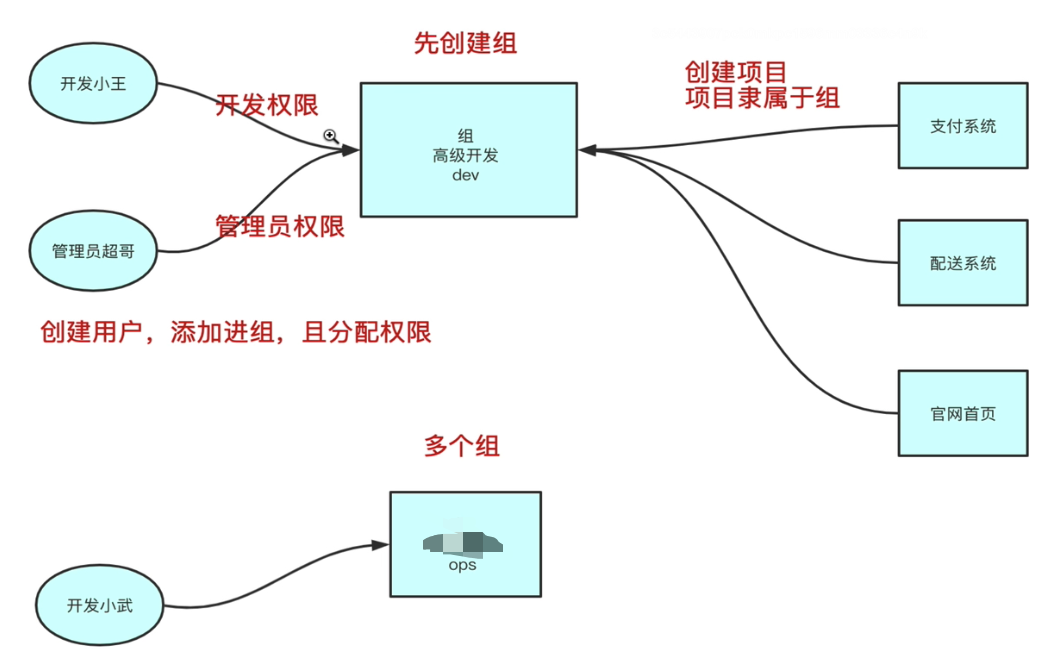 先创建组
创建项目
项目隶属于组
开发小王
开发权限
组
高级开发
dev
支付系统
管理员权限
管理员超哥
配送系统
创建用户，添加进组，且分配权限
官网首页
多个组
ops
开发小武